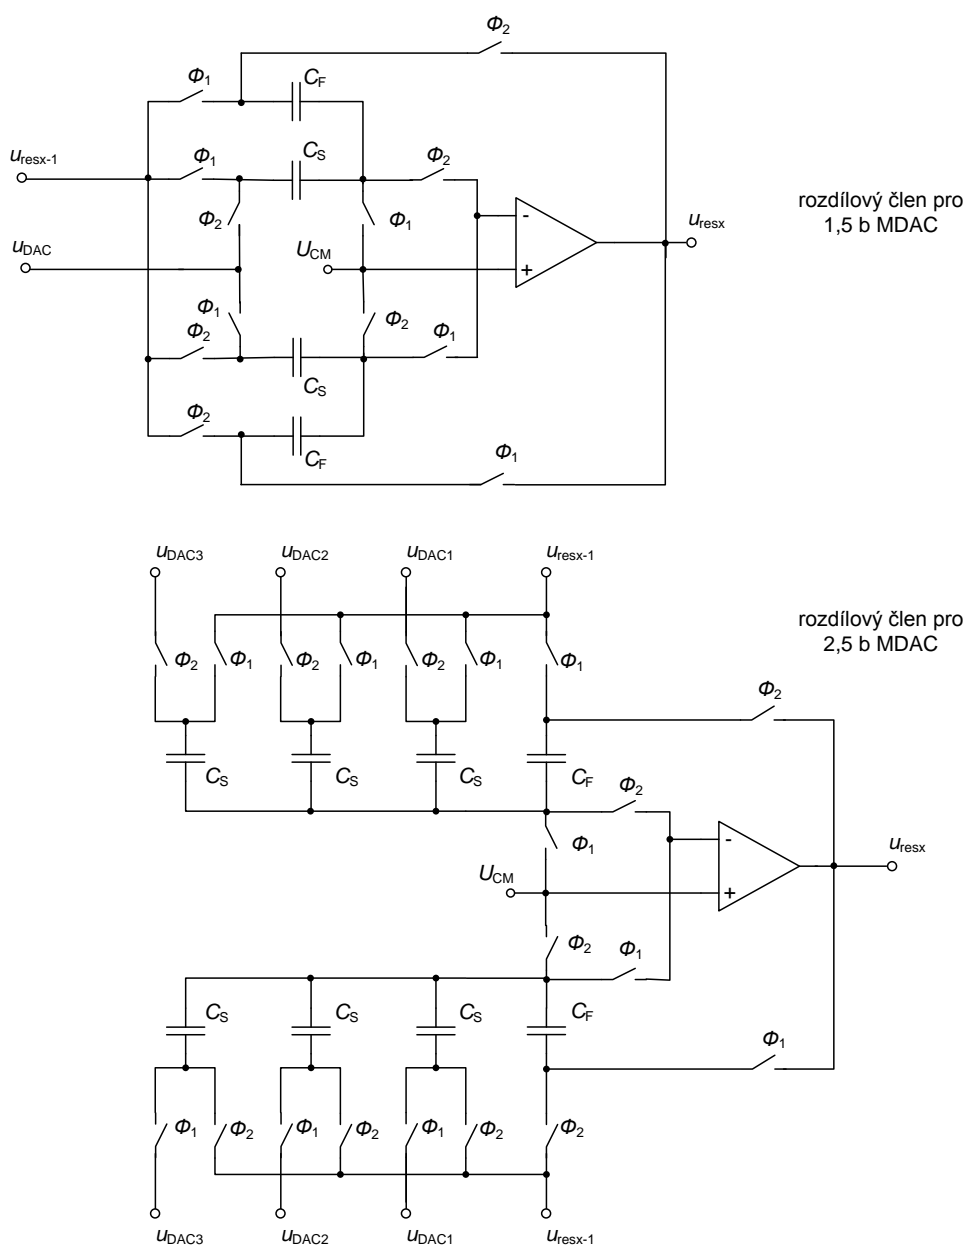 Φ2
Φ1
CF
uresx-1
Φ1
CS
Φ2
rozdílový člen pro
1,5 b MDAC
Φ2
Φ1
-
uresx
uDAC
UCM
+
Φ1
Φ2
Φ1
Φ2
CS
Φ2
CF
Φ1
uDAC3
uDAC2
uDAC1
uresx-1
rozdílový člen pro
2,5 b MDAC
Φ2
Φ1
Φ2
Φ1
Φ2
Φ1
Φ1
Φ2
CS
CS
CS
CF
Φ2
Φ1
-
uresx
UCM
+
Φ2
Φ1
CS
CS
CS
CF
Φ1
Φ1
Φ2
Φ1
Φ2
Φ1
Φ2
Φ2
uDAC3
uDAC2
uDAC1
uresx-1